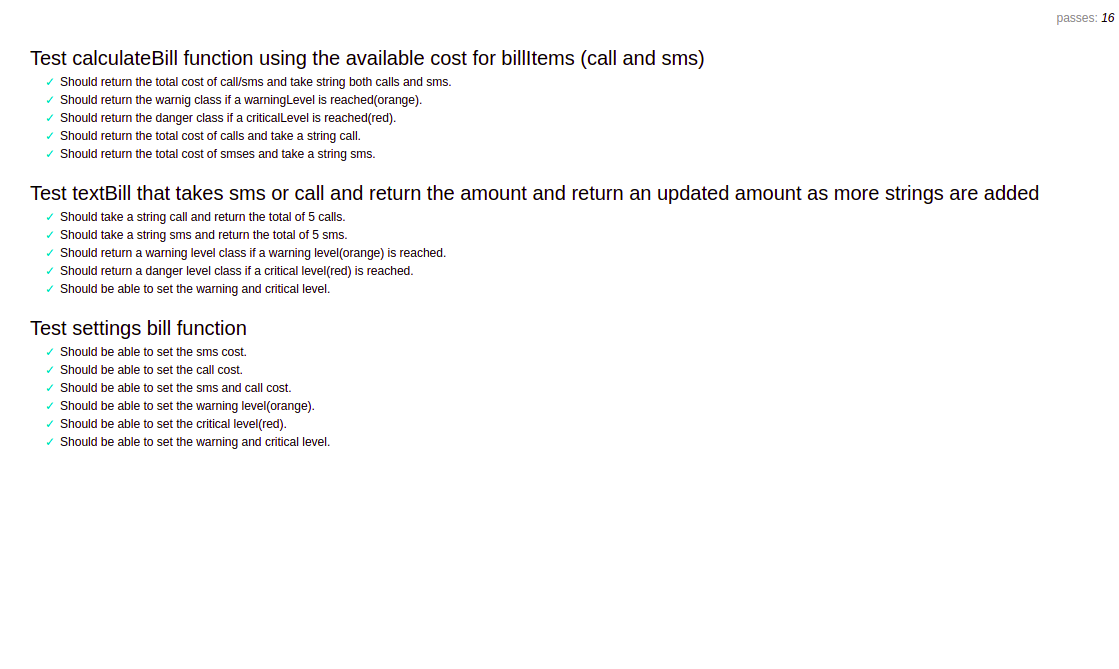 passes: 16
Test calculateBill function using the available cost for billItems (call and sms)
✓ Should return the total cost of call/sms and take string both calls and sms.
✓ Should return the warnig class if a warningLevel is reached(orange).
✓ Should return the danger class if a criticalLevel is reached(red).
✓ Should return the total cost of calls and take a string call.
✓ Should return the total cost of smses and take a string sms.
Test textBill that takes sms or call and return the amount and return an updated amount as more strings are added
✓ Should take a string call and return the total of 5 calls.
✓ Should take a string sms and return the total of 5 sms.
✓ Should return a warning level class if a warning level(orange) is reached.
✓ Should return a danger level class if a critical level(red) is reached.
✓ Should be able to set the warning and critical level.
Test settings bill function
✓ Should be able to set the sms cost.
✓ Should be able to set the call cost.
✓ Should be able to set the sms and call cost.
✓ Should be able to set the warning level(orange).
✓ Should be able to set the critical level(red).
✓ Should be able to set the warning and critical level.